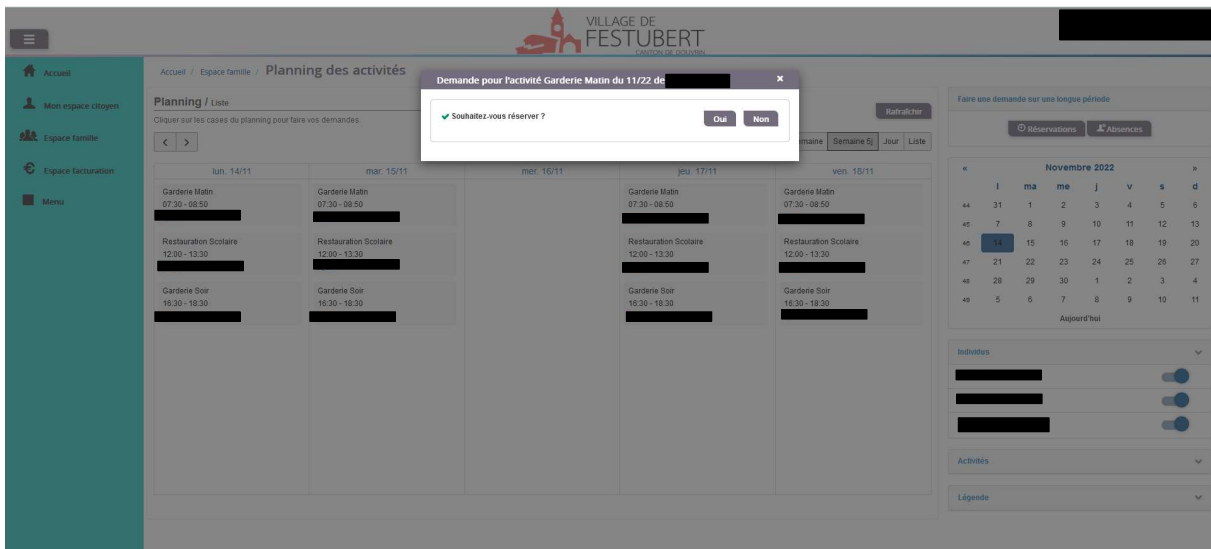 VILLAGE DE
FESTUBERT
CANTON DE DOUVRIN
Accueil
Mon espace citoyen
Espace famille
Espace facturation
Menu
Accueil / Espace famille / Planning des activités
Demande pour l'activité Garderie Matin du 11/22 de
×
Souhaitez-vous réserver ?
Oui
Non
Planning / Liste
Cliquer sur les cases du planning pour faire vos demandes.
Rafraîchir
< >
emaine
Semaine 5j
Jour
Liste
lun. 14/11
mar. 15/11
mer. 16/11
jeu. 17/11
ven. 18/11
Garderie Matin
07:30 - 08:50
Restauration Scolaire
12:00 - 13:30
Garderie Soir
16:30 - 18:30
Garderie Matin
07:30 - 08:50
Restauration Scolaire
12:00 - 13:30
Garderie Soir
16:30 - 18:30
Garderie Matin
07:30 - 08:50
Restauration Scolaire
12:00 - 13:30
Garderie Soir
16:30 - 18:30
Garderie Matin
07:30 - 08:50
Restauration Scolaire
12:00 - 13:30
Garderie Soir
16:30 - 18:30
Faire une demande sur une longue période
Réservations
Absences
« Novembre 2022 »
l ma me j v s d
44 31 1 2 3 4 5 6
45 7 8 9 10 11 12 13
46 14 15 16 17 18 19 20
47 21 22 23 24 25 26 27
48 28 29 30 1 2 3 4
49 5 6 7 8 9 10 11
Aujourd'hui
Individus
Activités
Légende